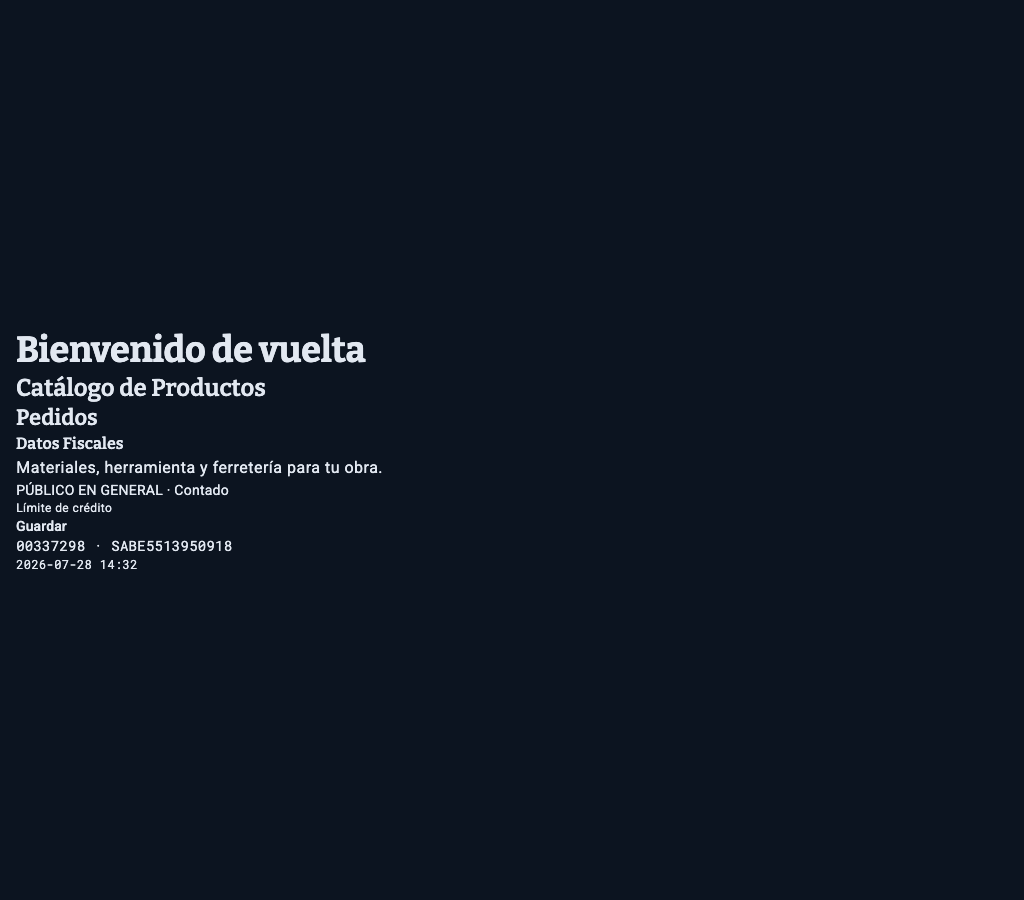 Bienvenido de vuelta
Catálogo de Productos
Pedidos
Datos Fiscales
Materiales, herramienta y ferretería para tu obra.
PÚBLICO EN GENERAL · Contado
Límite de crédito
Guardar
00337298 · SABE5513950918
2026-07-28 14:32